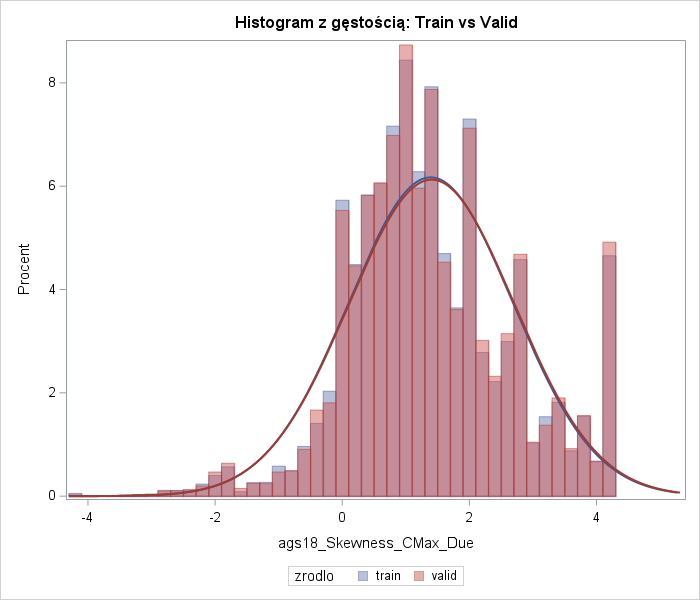 Histogram z gęstością: Train vs Valid
Procent
8
6
4
2
0
-4 -2 0 2 4
ags18_Skewness_CMax_Due
zrodlo train valid